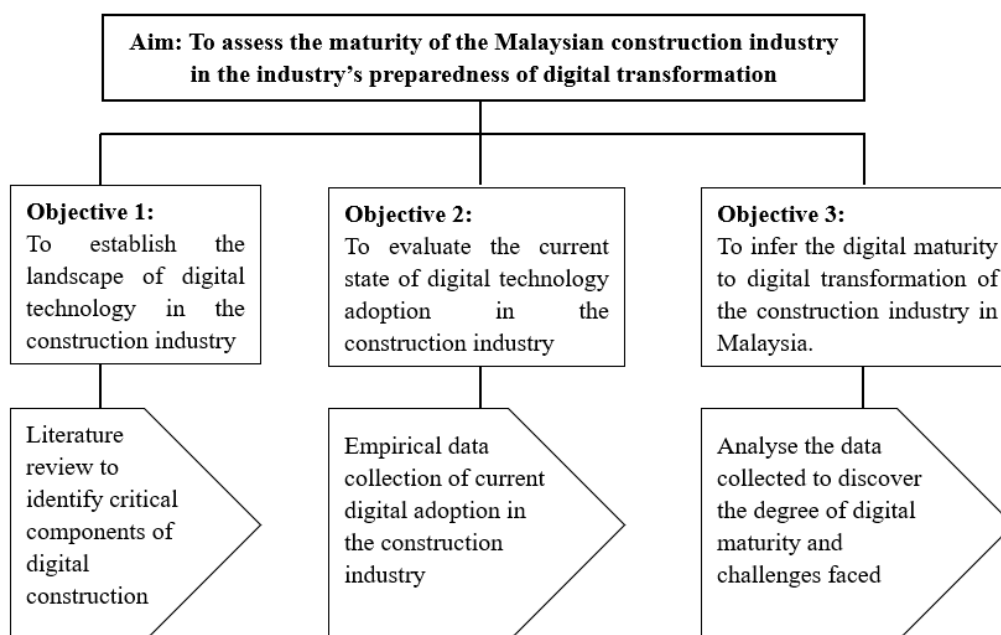 Aim: To assess the maturity of the Malaysian construction industry
in the industry's preparedness of digital transformation
Objective 1:
To establish the
landscape of digital
technology in the
construction industry
Objective 2:
To evaluate the current
state of digital technology
adoption in the
construction industry
Objective 3:
To infer the digital maturity
to digital transformation of
the construction industry in
Malaysia.
Literature
review to
identify critical
components of
digital
construction
Empirical data
collection of current
digital adoption in
the construction
industry
Analyse the data
collected to discover
the degree of digital
maturity and
challenges faced